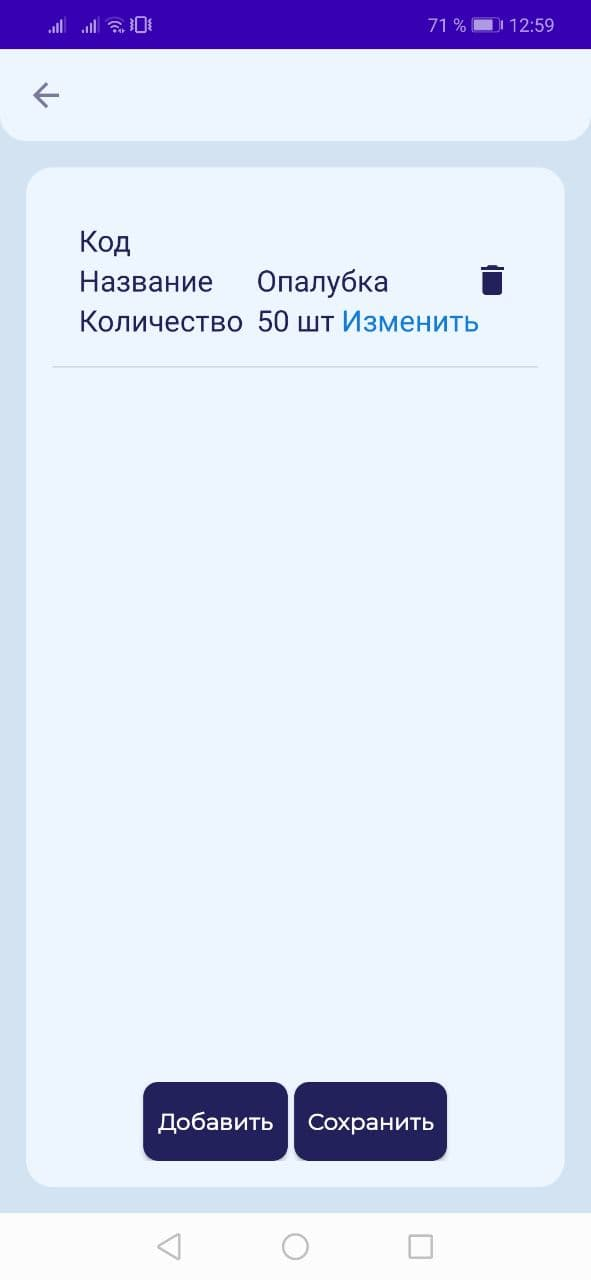 71 % 12:59
Код
Название Опалубка
Количество 50 шт Изменить
Добавить Сохранить